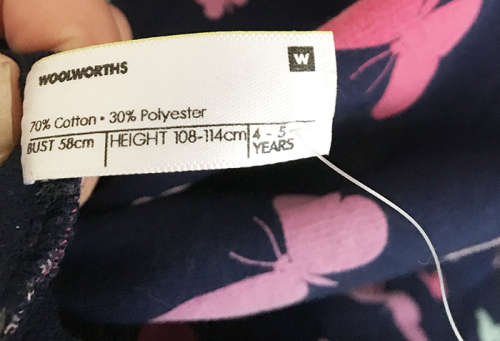 WOOLWORTHS
W
70% Cotton • 30% Polyester
BUST 58cm HEIGHT 108-114cm 4 - 5 YEARS